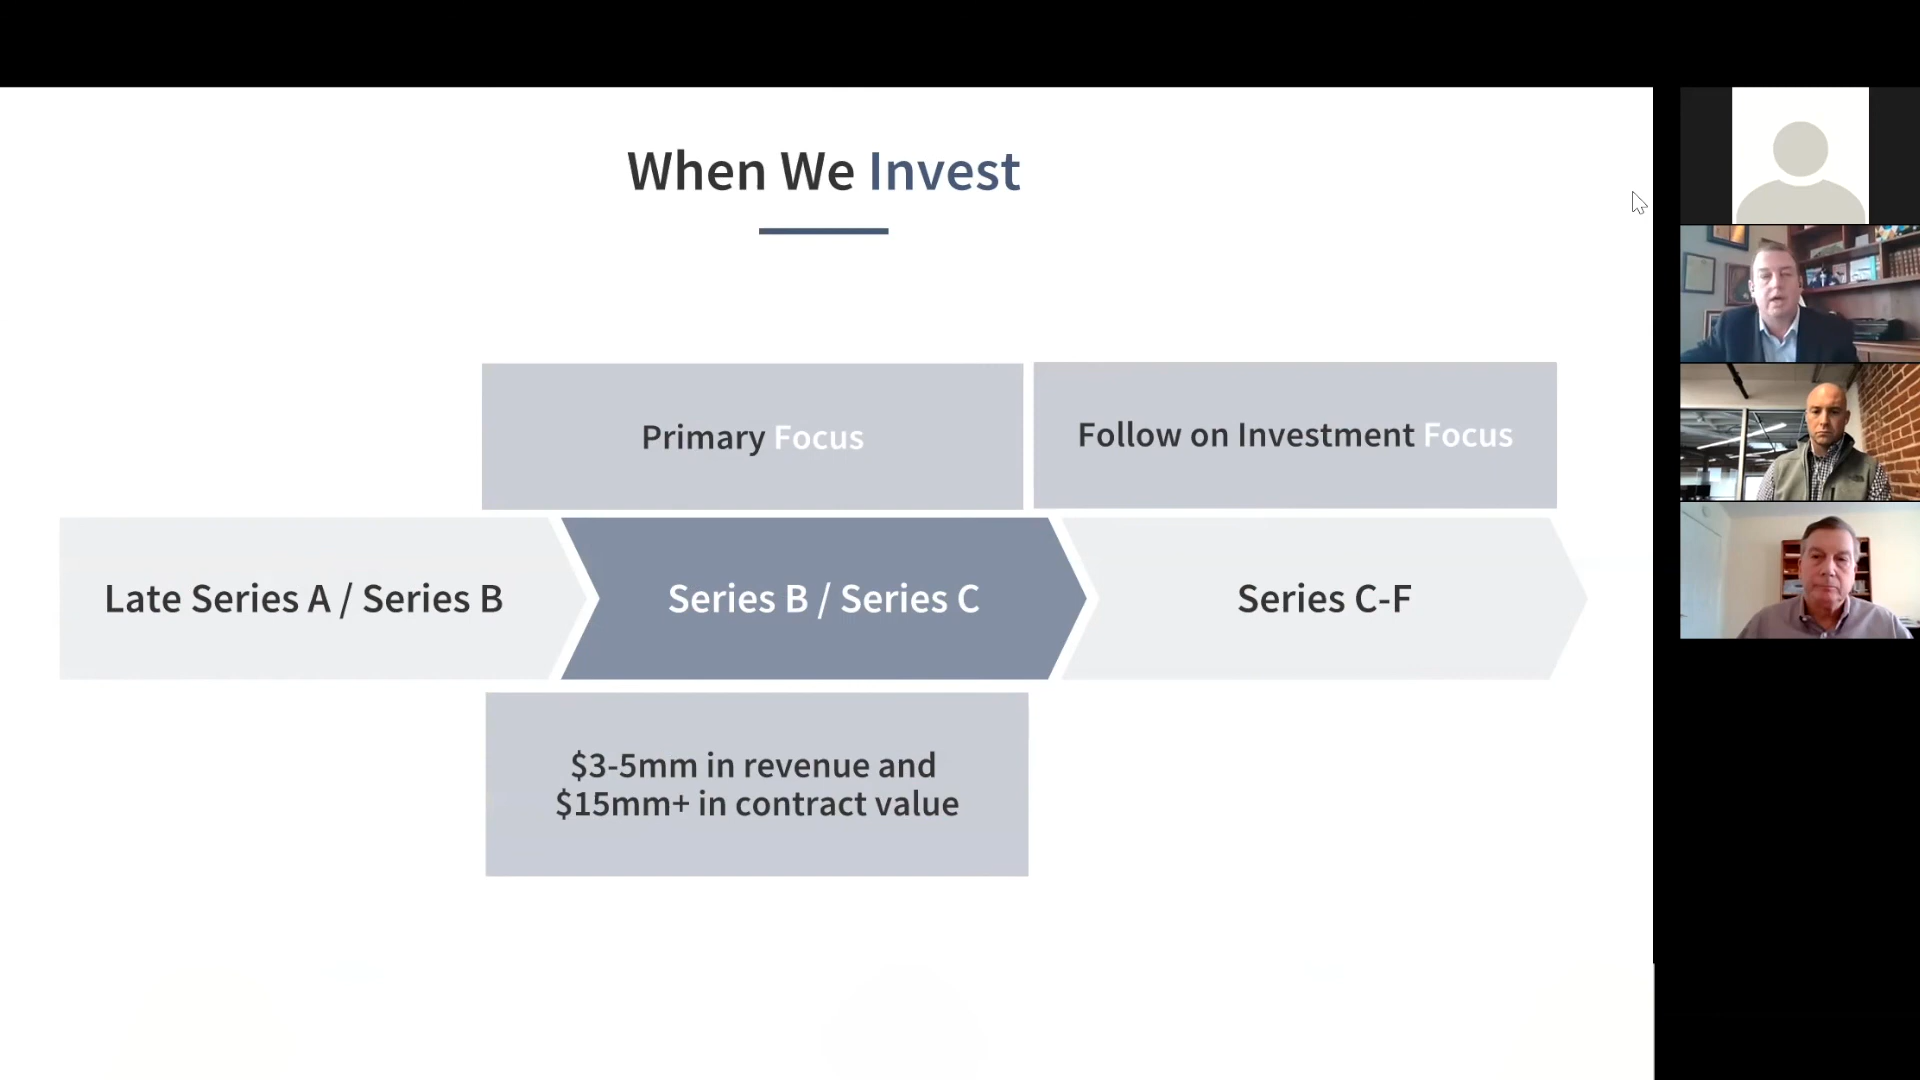 When We Invest
Primary Focus
Follow on Investment Focus
Late Series A / Series B
Series B / Series C
Series C-F
$3-5mm in revenue and
$15mm+ in contract value